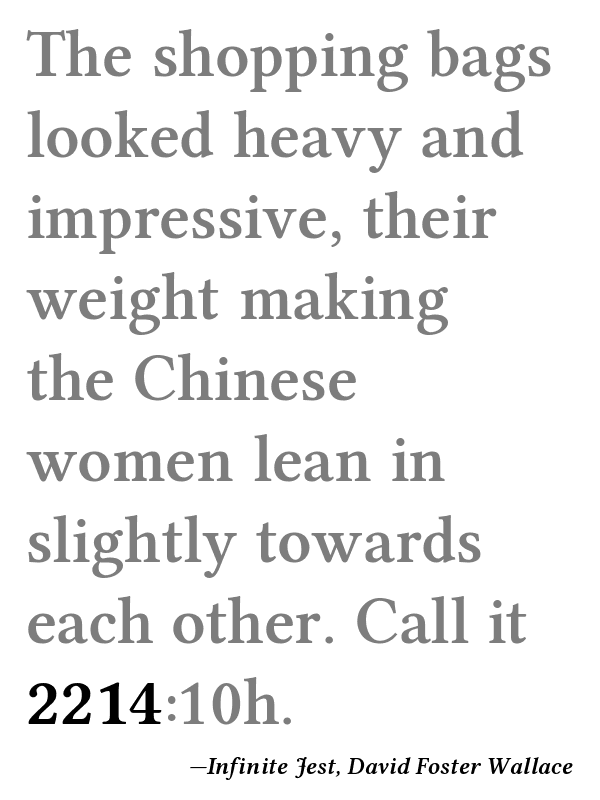 The shopping bags
looked heavy and
impressive, their
weight making
the Chinese
women lean in
slightly towards
each other. Call it
2214:10h.
—Infinite Jest, David Foster Wallace